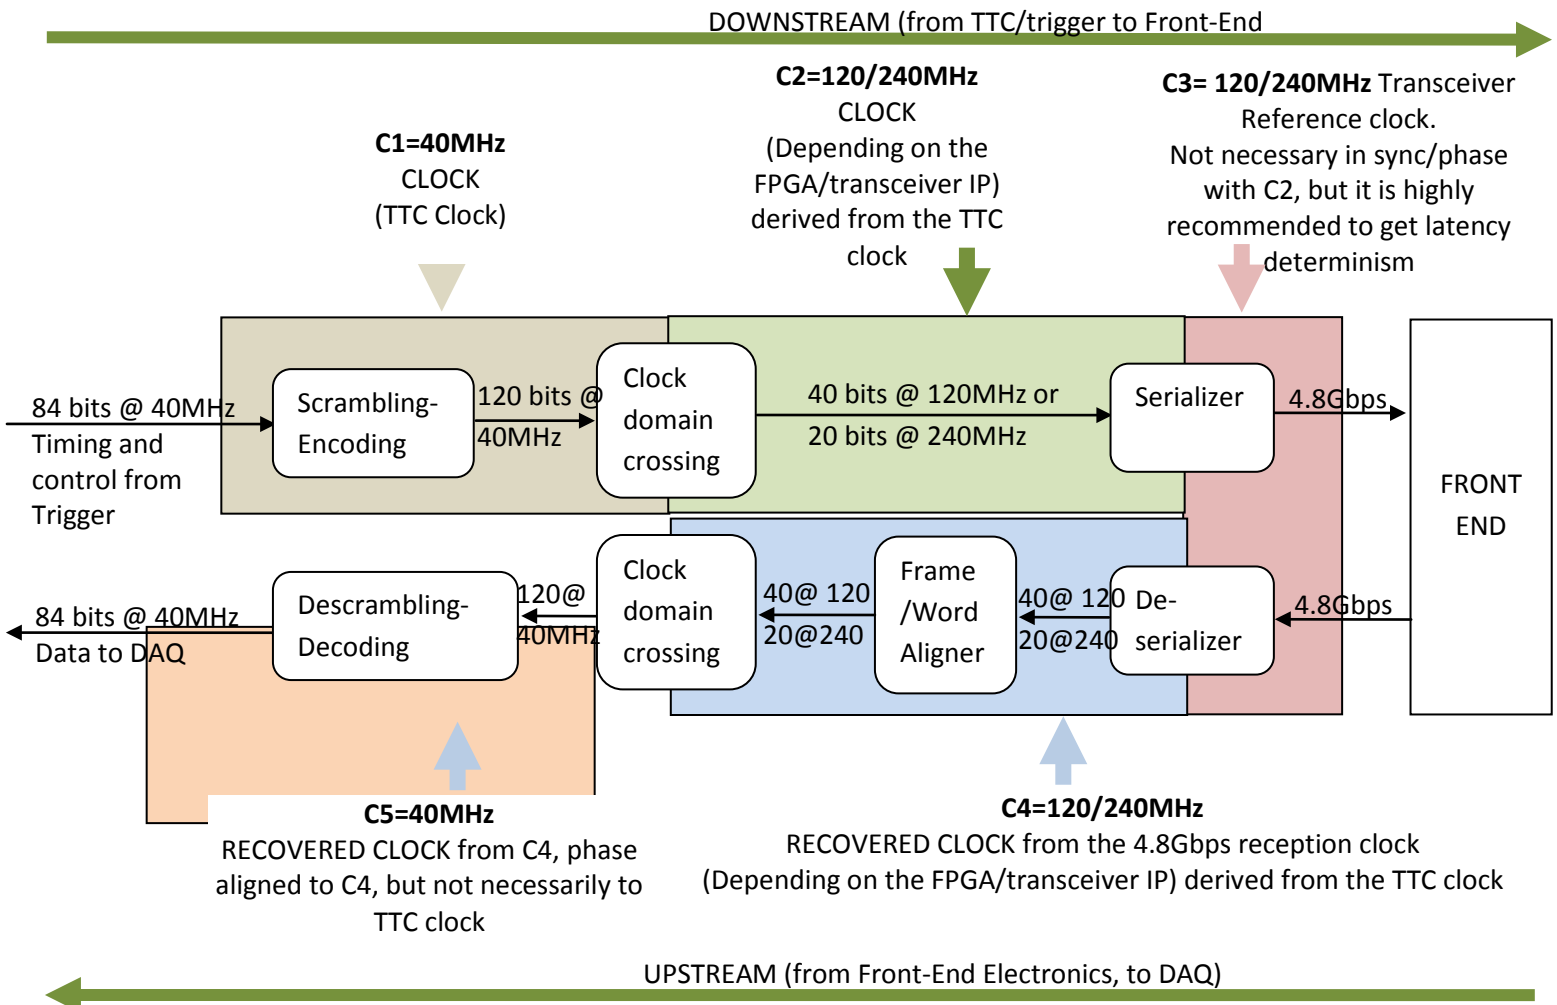 DOWNSTREAM (from TTC/trigger to Front-End
C1=40MHz
CLOCK
(TTC Clock)
C2=120/240MHz
CLOCK
(Depending on the
FPGA/transceiver IP)
derived from the TTC
clock
C3= 120/240MHz Transceiver
Reference clock.
Not necessary in sync/phase
with C2, but it is highly
recommended to get latency
determinism
84 bits @ 40MHz
Timing and
control from
Trigger
Scrambling-
Encoding
120 bits @
40MHz
Clock
domain
crossing
40 bits @ 120MHz or
20 bits @ 240MHz
Serializer
4.8Gbps
FRONT
END
84 bits @ 40MHz
Data to DAQ
Descrambling-
Decoding
120@
40MHz
Clock
domain
crossing
40@ 120
20@240
Frame
/Word
Aligner
40@ 120
20@240
De-
serializer
4.8Gbps
C5=40MHz
RECOVERED CLOCK from C4, phase
aligned to C4, but not necessarily to
TTC clock
C4=120/240MHz
RECOVERED CLOCK from the 4.8Gbps reception clock
(Depending on the FPGA/transceiver IP) derived from the TTC clock
UPSTREAM (from Front-End Electronics, to DAQ)